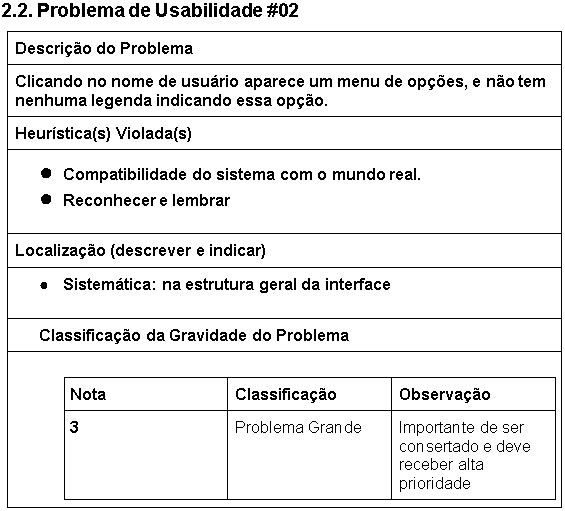 2.2. Problema de Usabilidade #02
Descrição do Problema
Clicando no nome de usuário aparece um menu de opções, e não tem
nenhuma legenda indicando essa opção.
Heurística(s) Violada(s)
● Compatibilidade do sistema com o mundo real.
● Reconhecer e lembrar
Localização (descrever e indicar)
● Sistemática: na estrutura geral da interface
Classificação da Gravidade do Problema
Nota Classificação Observação
3 Problema Grande Importante de ser
consertado e deve
receber alta
prioridade